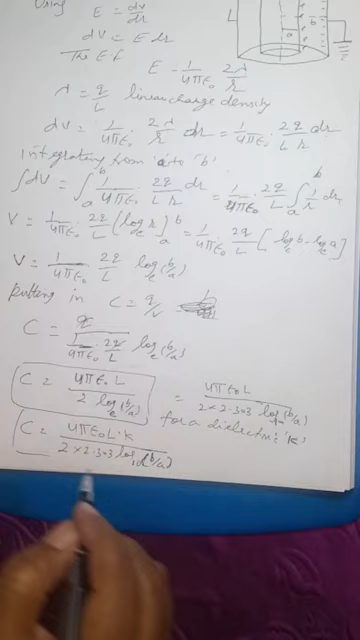 Using E = dv/dr
L
b
a
dV = E dr
The E.f
E = 1/4πε₀ 2λ/r
λ = q/L linear charge density
dV = 1/4πε₀ · 2λ/r dr = 1/4πε₀ · 2q/L r dr
integrating from 'a' to 'b'
∫dV = ∫ₐᵇ 1/4πε₀ · 2q/L r dr = 1/4πε₀ · 2q/L ∫ₐᵇ 1/r dr
V = 1/4πε₀ · 2q/L [logₑ r]ₐᵇ = 1/4πε₀ · 2q/L [logₑ b - logₑ a]
V = 1/4πε₀ 2q/L logₑ(b/a)
putting in C = q/v =
C = q / 1/4πε₀ · 2q/L logₑ(b/a)
C = 4πε₀ L / 2 logₑ(b/a) = 4πε₀ L / 2 × 2.303 log₁₀(b/a)
for a dielectric 'K'
C = 4πε₀ L·K / 2 × 2.303 log₁₀(b/a)